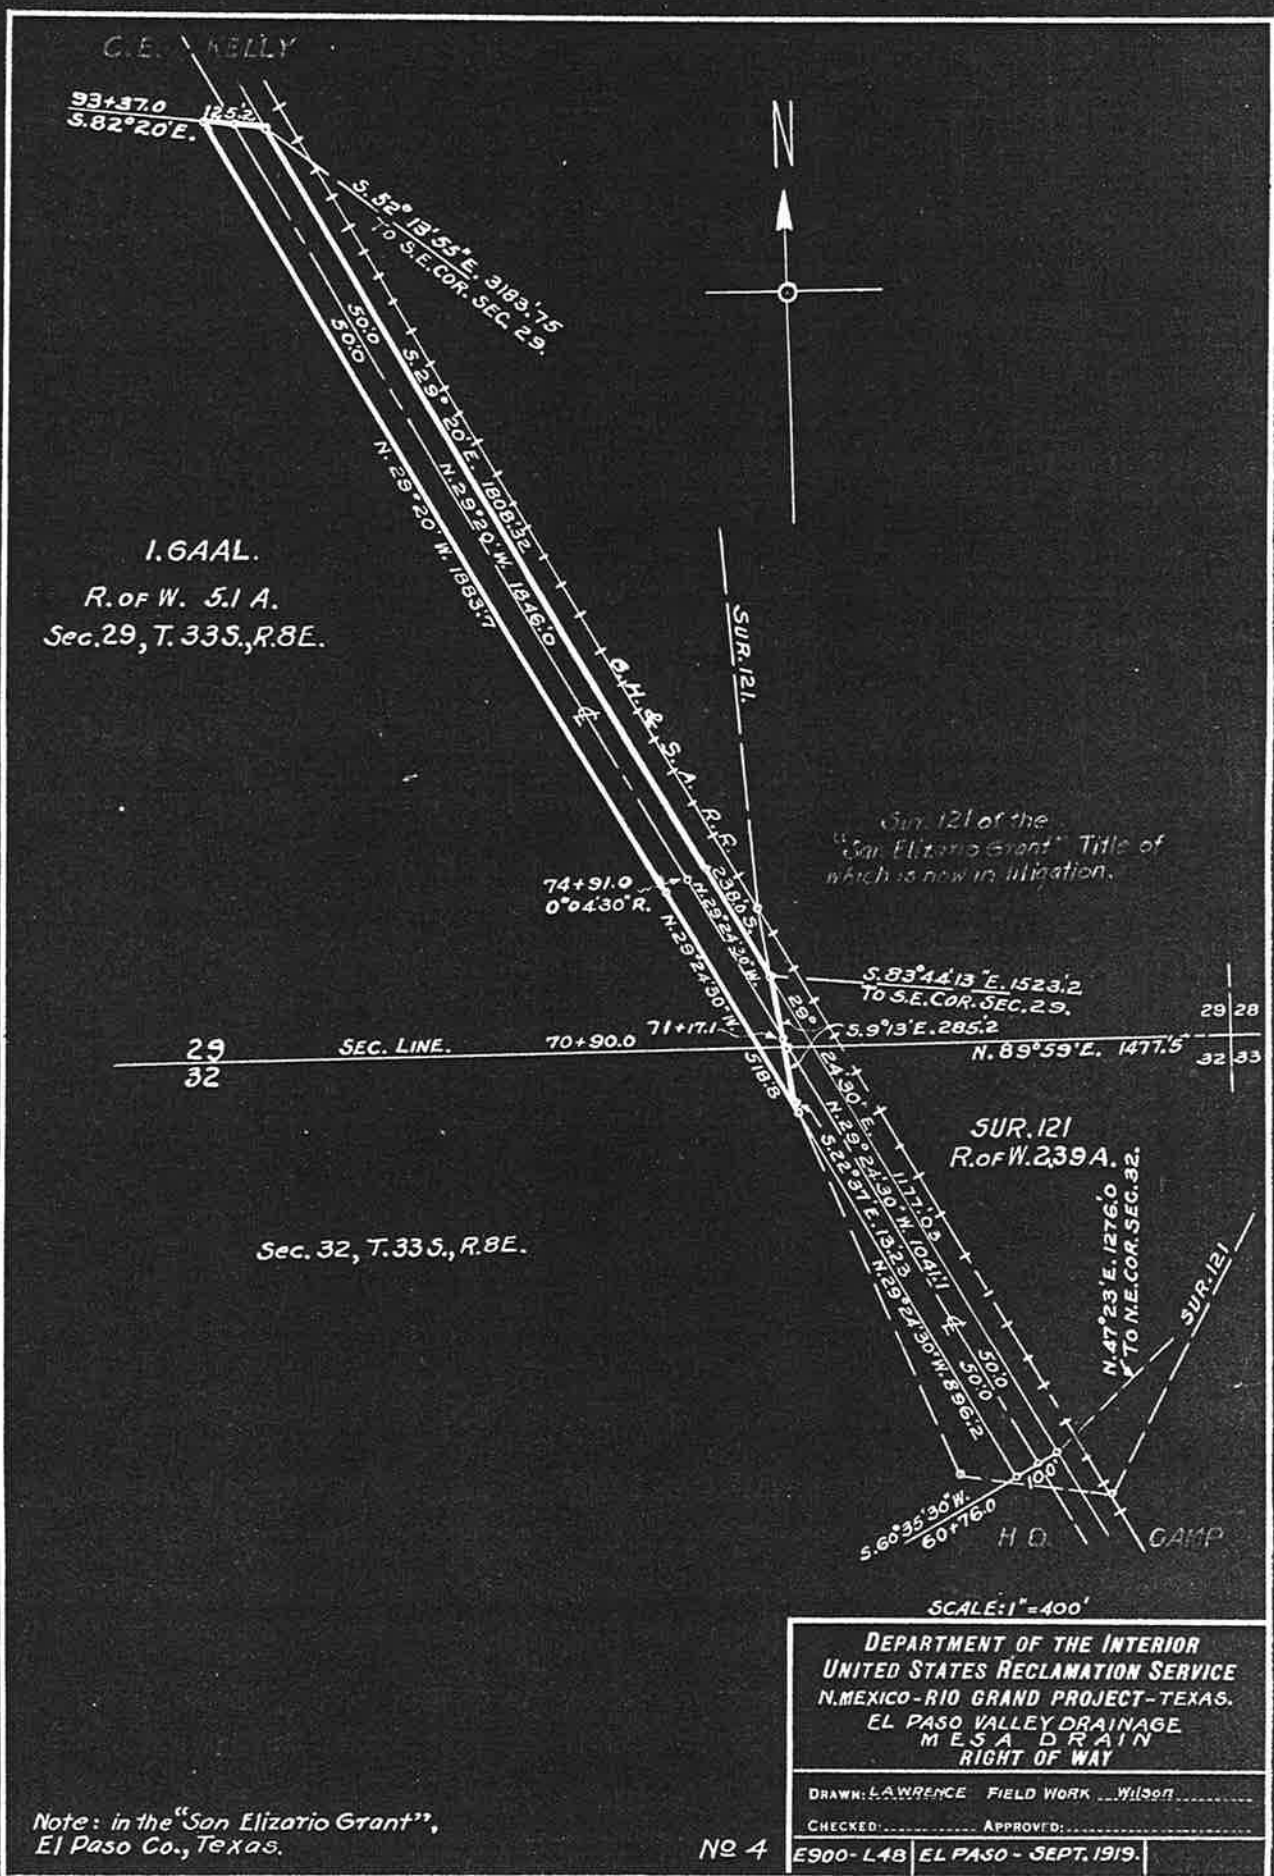 C.E. KELLY
93+37.0
S.82°20'E.
125.2
S.52°13'55"E. 3183.'75
TO S.E.COR. SEC. 29.
50.'0
50.'0
S.29°20'E. 1808.'32
N.29°20'W. 1846.'0
N.29°20'W. 1883.'7
N
I.GAAL.
R. OF W. 5.1 A.
Sec.29, T.33S., R.8E.
SUR.121.
G.H.& S.A. R.R.
Sur. 121 of the
"San Elizario Grant" Title of
which is now in litigation.
74+91.0
0°04'30"R.
N.29°24'30"W.
238.'0 S.
N.29°24'30"W.
518.'8
S.83°44'13"E. 1523.'2
TO S.E.COR. SEC.29.
29°
24'30"E.
1177.'03
S.9°13'E. 285.'2
71+17.1
70+90.0
29
32
SEC. LINE.
N.89°59'E. 1477.'5
29 28
32 33
SUR.121
R.OF W. 2.39 A.
N.47°23'E. 1276.'0
TO N.E.COR.SEC.32.
SUR.121
Sec. 32, T.33S., R.8E.
N.29°24'30"W. 1041.'1
S.22°37'E. 13.'23
N.29°24'30"W. 896.'2
50.'0
50.'0
100'
S.60°35'30"W.
60+76.0
H.D. CAMP
SCALE: 1"=400'
DEPARTMENT OF THE INTERIOR
UNITED STATES RECLAMATION SERVICE
N.MEXICO-RIO GRAND PROJECT-TEXAS.
EL PASO VALLEY DRAINAGE
MESA DRAIN
RIGHT OF WAY
DRAWN: LAWRENCE FIELD WORK Wilson
CHECKED: APPROVED:
E900-L48 EL PASO - SEPT. 1919.
Note: in the "San Elizario Grant",
El Paso Co., Texas.
No 4